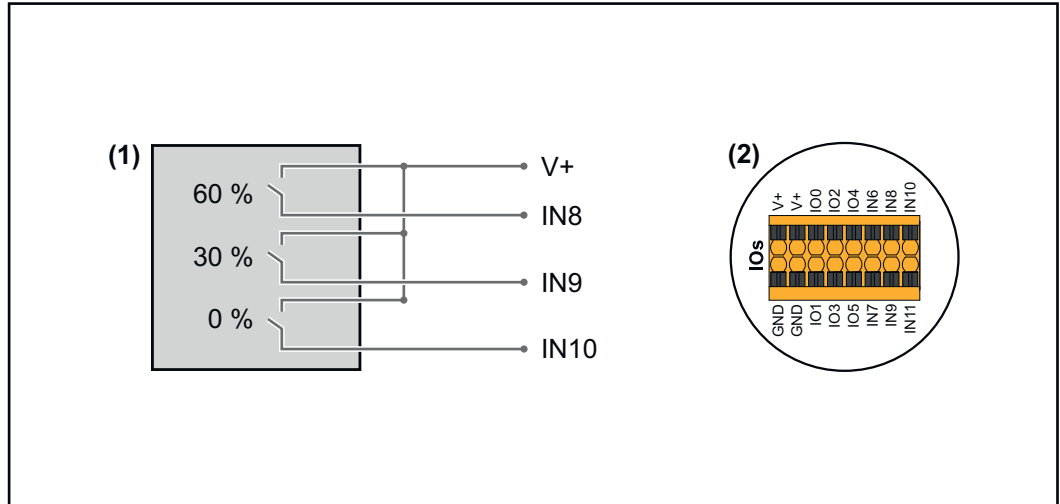 (1)
60 %
30 %
0 %
V+
IN8
IN9
IN10
(2)
V+ V+ IO0 IO2 IO4 IN6 IN8 IN10
IOs
GND GND IO1 IO3 IO5 IN7 IN9 IN11